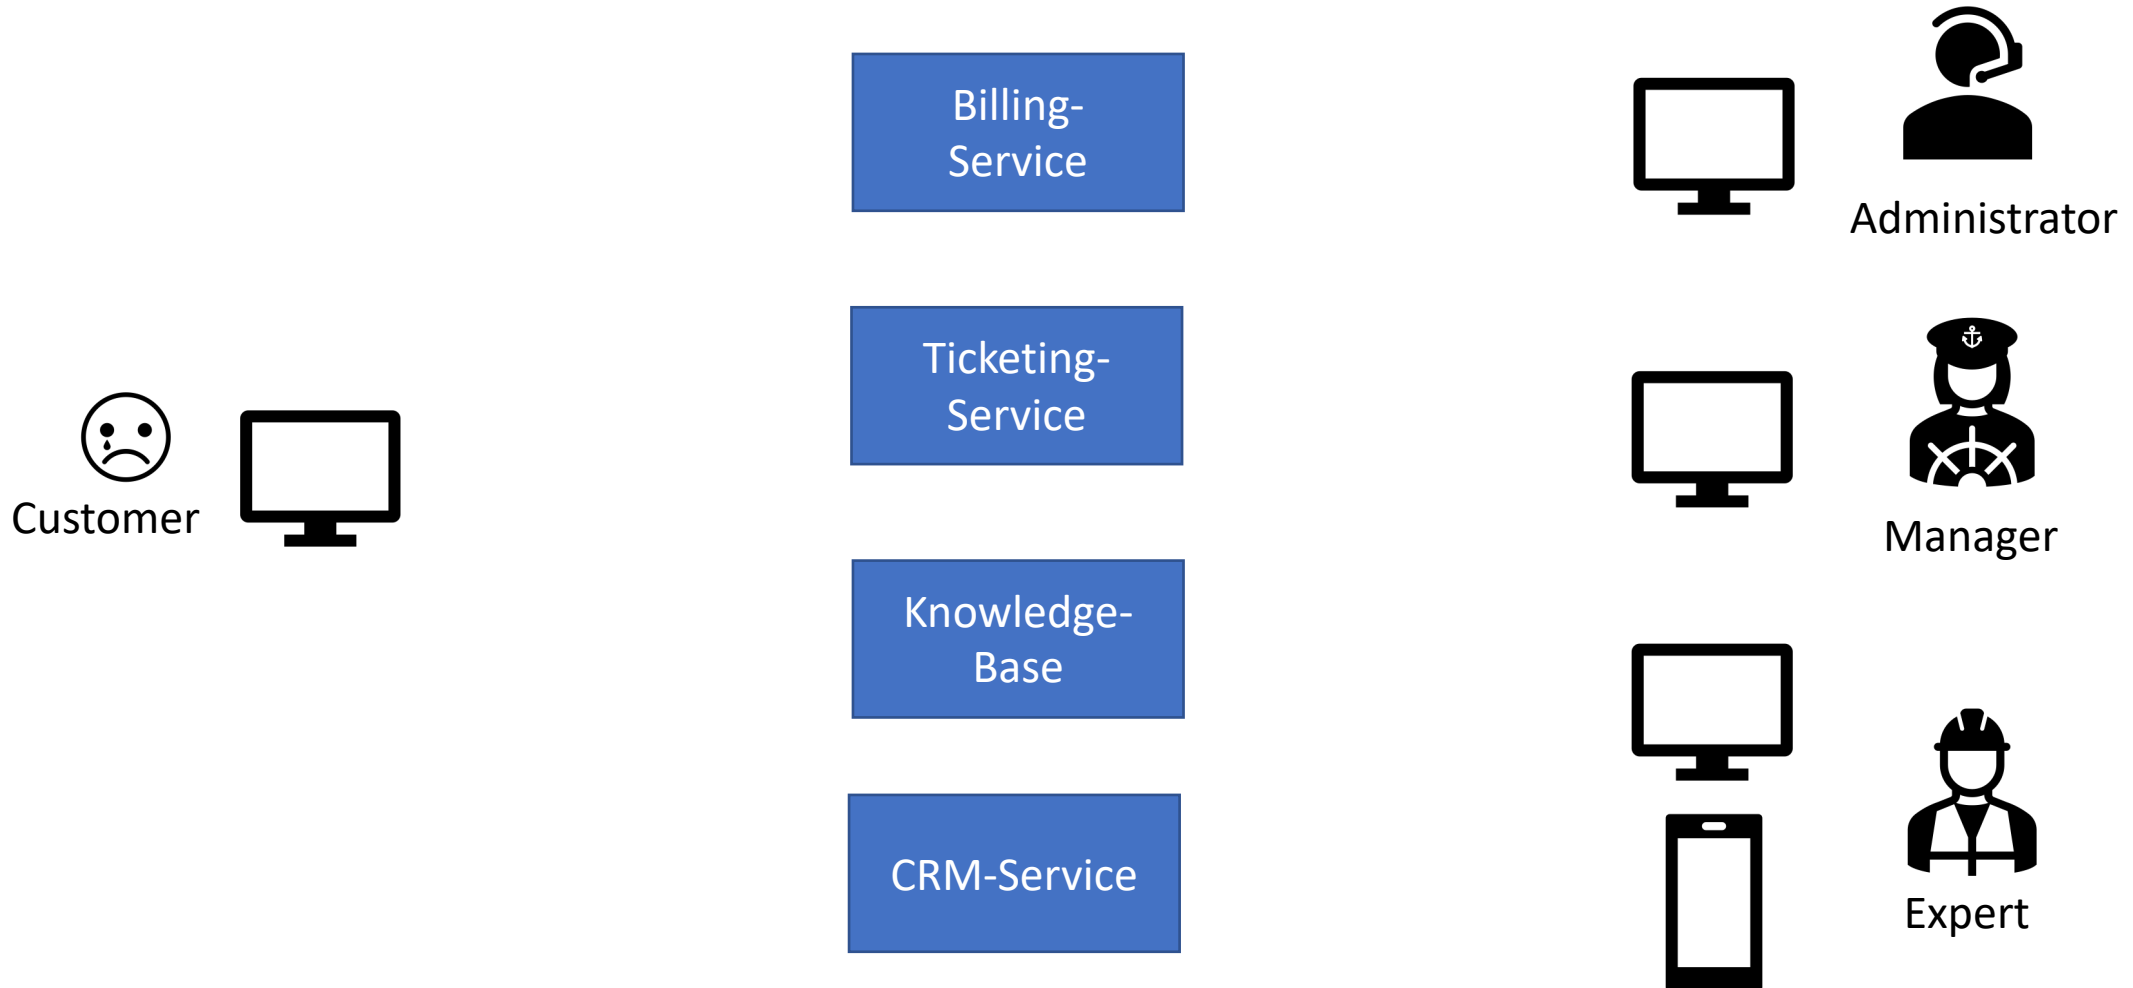 Billing-
Service
Administrator
Ticketing-
Service
Customer
Manager
Knowledge-
Base
CRM-Service
Expert